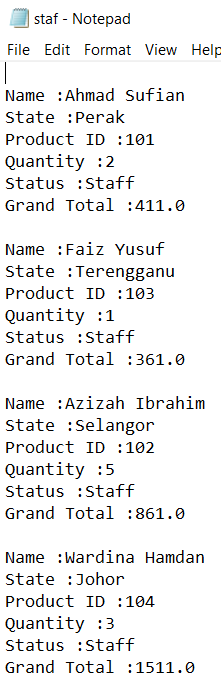 staf - Notepad
File Edit Format View Help
Name :Ahmad Sufian
State :Perak
Product ID :101
Quantity :2
Status :Staff
Grand Total :411.0
Name :Faiz Yusuf
State :Terengganu
Product ID :103
Quantity :1
Status :Staff
Grand Total :361.0
Name :Azizah Ibrahim
State :Selangor
Product ID :102
Quantity :5
Status :Staff
Grand Total :861.0
Name :Wardina Hamdan
State :Johor
Product ID :104
Quantity :3
Status :Staff
Grand Total :1511.0